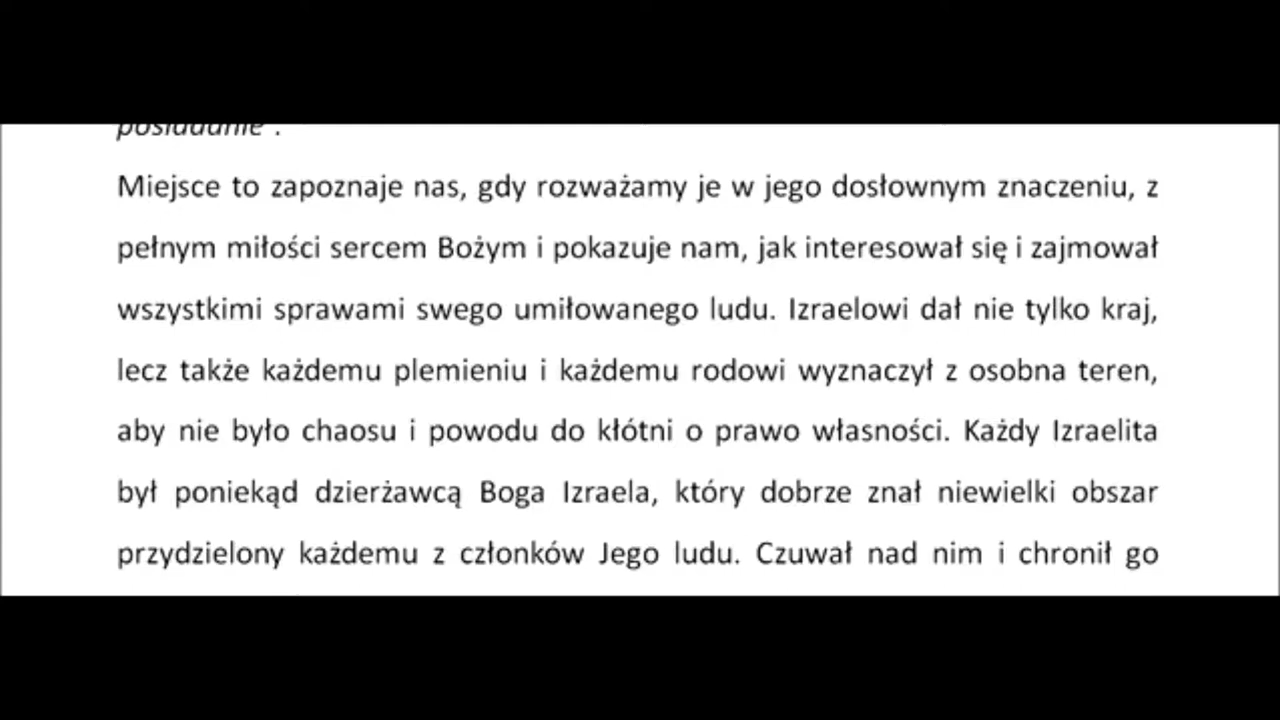 posiadanie".
Miejsce to zapoznaje nas, gdy rozważamy je w jego dosłownym znaczeniu, z
pełnym miłości sercem Bożym i pokazuje nam, jak interesował się i zajmował
wszystkimi sprawami swego umiłowanego ludu. Izraelowi dał nie tylko kraj,
lecz także każdemu plemieniu i każdemu rodowi wyznaczył z osobna teren,
aby nie było chaosu i powodu do kłótni o prawo własności. Każdy Izraelita
był poniekąd dzierżawcą Boga Izraela, który dobrze znał niewielki obszar
przydzielony każdemu z członków Jego ludu. Czuwał nad nim i chronił go